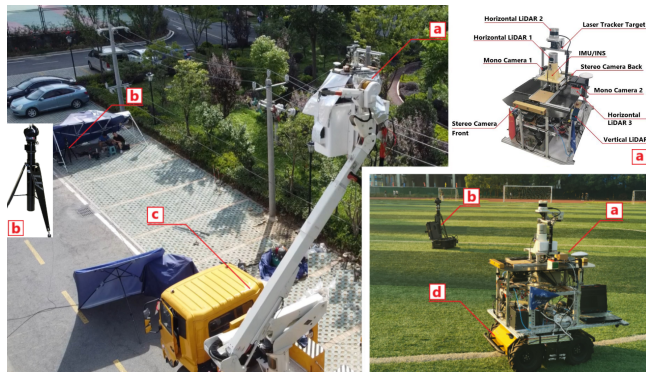 a
b
b
c
Horizontal LiDAR 2
Laser Tracker Target
Horizontal LiDAR 1
IMU/INS
Mono Camera 1
Stereo Camera Back
Mono Camera 2
Stereo Camera
Front
Horizontal
LiDAR 3
Vertical LiDAR
a
b
a
d